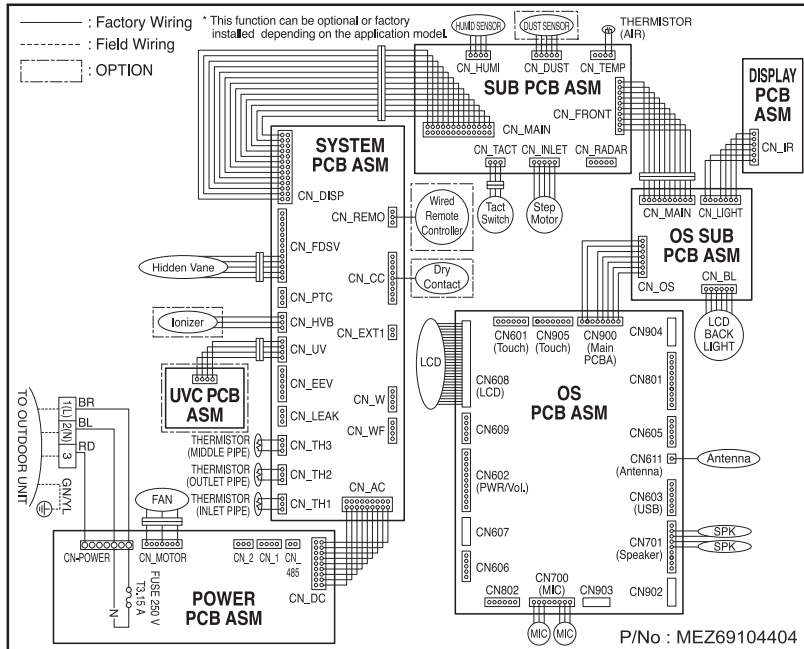 : Factory Wiring
: Field Wiring
: OPTION
* This function can be optional or factory
installed depending on the application model.
HUMID SENSOR
DUST SENSOR
THERMISTOR
(AIR)
CN_HUMI
CN_DUST
CN_TEMP
SUB PCB ASM
CN_FRONT
CN_MAIN
CN_TACT
CN_INLET
CN_RADAR
Tact
Switch
Step
Motor
DISPLAY
PCB
ASM
CN_IR
CN_MAIN
CN_LIGHT
OS SUB
PCB ASM
CN_BL
CN_OS
LCD
BACK
LIGHT
SYSTEM
PCB ASM
CN_DISP
CN_REMO
Wired
Remote
Controller
CN_FDSV
Hidden Vane
CN_CC
Dry
Contact
CN_PTC
Ionizer
CN_HVB
CN_EXT1
CN_UV
UVC PCB
ASM
CN_EEV
CN_W
CN_LEAK
CN_WF
THERMISTOR
(MIDDLE PIPE)
CN_TH3
THERMISTOR
(OUTLET PIPE)
CN_TH2
THERMISTOR
(INLET PIPE)
CN_TH1
CN_AC
TO OUTDOOR UNIT
1(L)
2(N)
3
BR
BL
RD
GN/YL
FAN
CN-POWER
CN_MOTOR
CN_2
CN_1
CN_
485
CN_DC
FUSE 250 V
T3.15 A
N
POWER
PCB ASM
LCD
CN601
(Touch)
CN905
(Touch)
CN900
(Main
PCBA)
CN904
CN608
(LCD)
CN801
OS
PCB ASM
CN609
CN605
CN611
(Antenna)
Antenna
CN602
(PWR/Vol.)
CN603
(USB)
CN607
CN701
(Speaker)
SPK
SPK
CN606
CN802
CN700
(MIC)
CN903
CN902
MIC
MIC
P/No : MEZ69104404